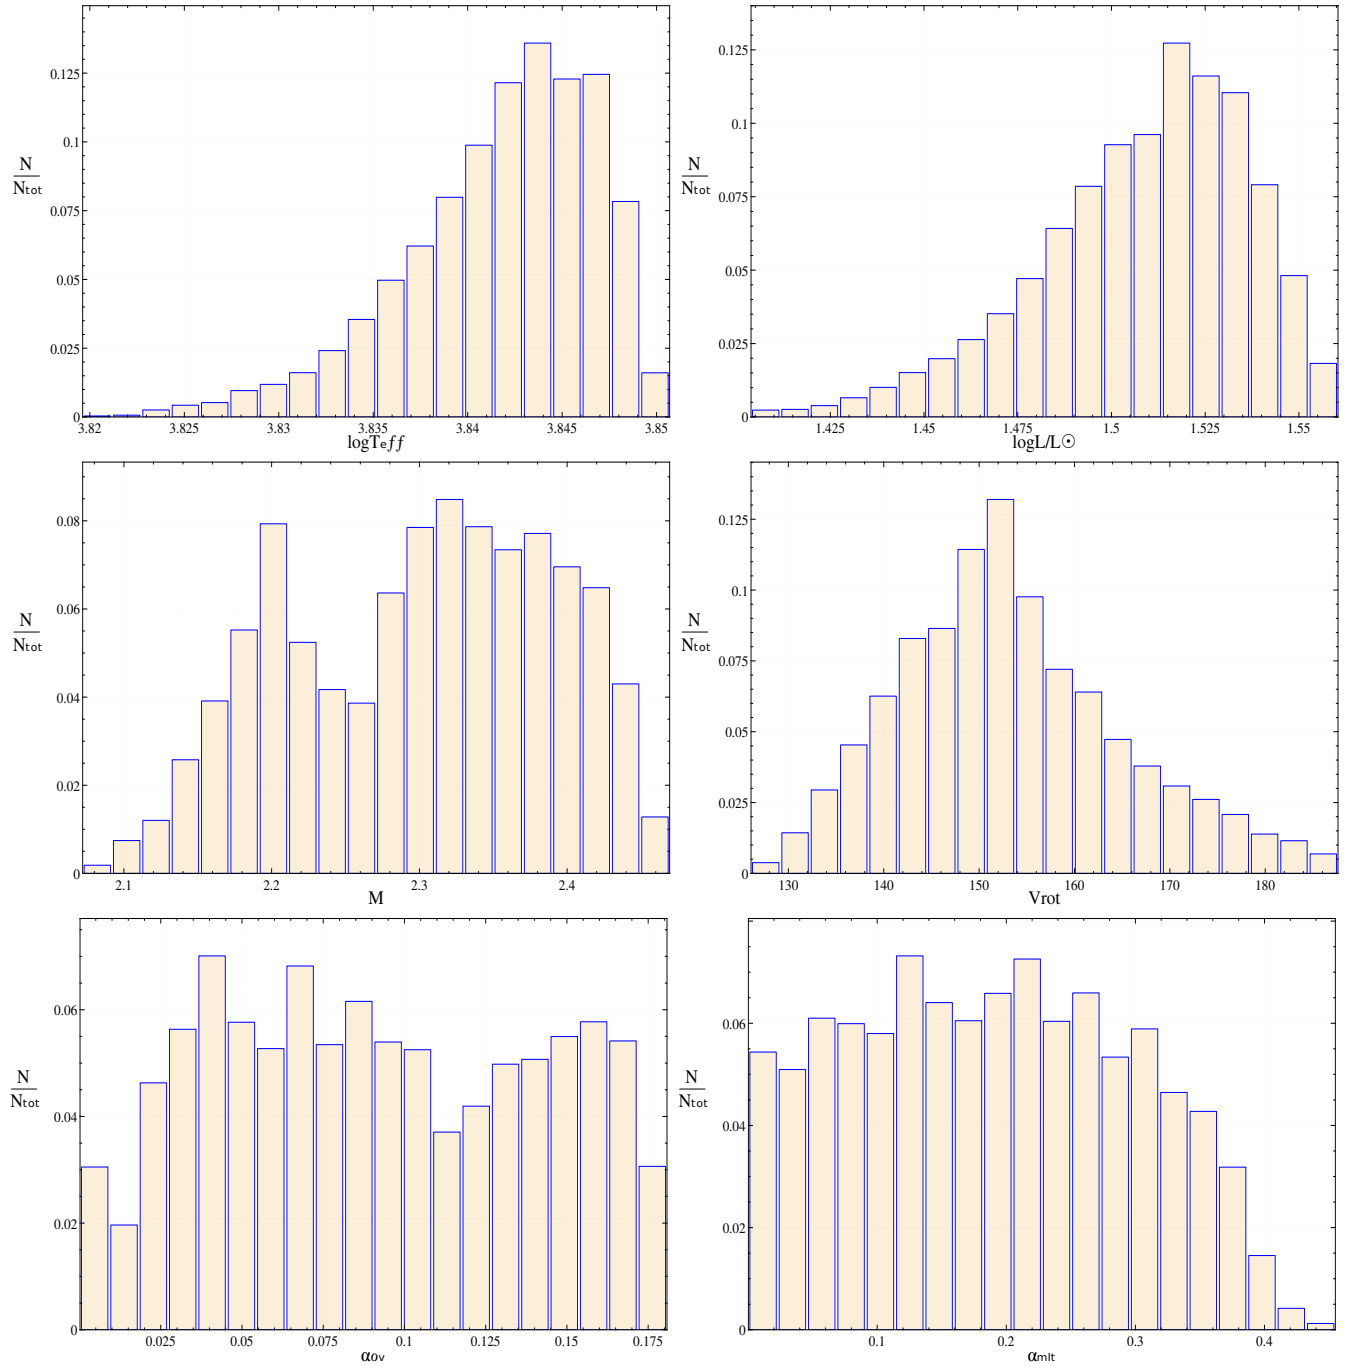 0.125
0.1
N
Ntot
0.075
0.05
0.025
0
3.82 3.825 3.83 3.835 3.84 3.845 3.85
logTeff
0.125
0.1
N
Ntot
0.075
0.05
0.025
0
1.425 1.45 1.475 1.5 1.525 1.55
logL/L☉
0.08
0.06
N
Ntot
0.04
0.02
0
2.1 2.2 2.3 2.4
M
0.125
0.1
N
Ntot
0.075
0.05
0.025
0
130 140 150 160 170 180
Vrot
0.06
N
Ntot
0.04
0.02
0
0.025 0.05 0.075 0.1 0.125 0.15 0.175
αov
0.06
N
Ntot
0.04
0.02
0
0.1 0.2 0.3 0.4
αmlt